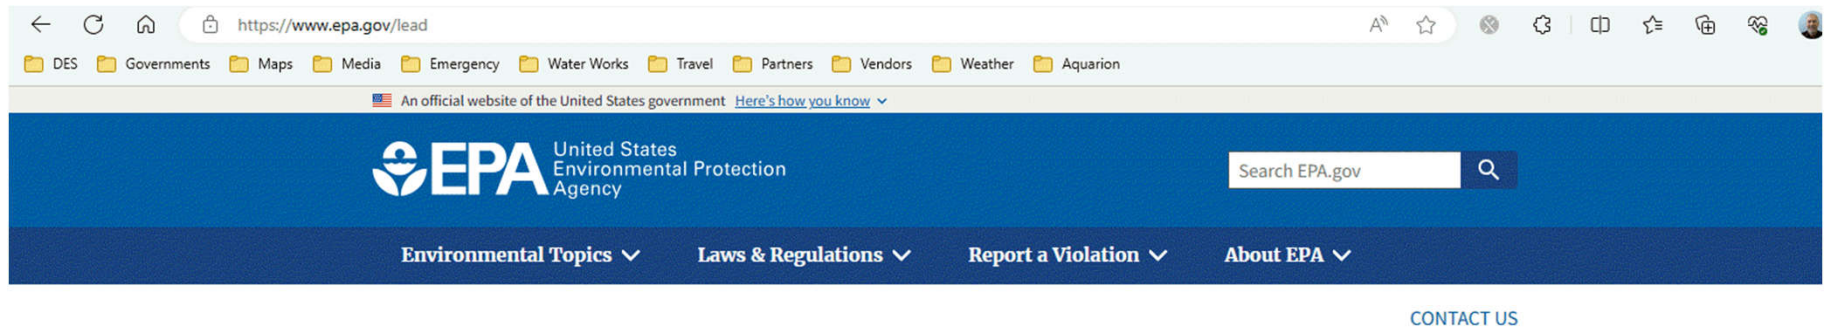 https://www.epa.gov/lead
DES Governments Maps Media Emergency Water Works Travel Partners Vendors Weather Aquarion
An official website of the United States government Here's how you know
EPA United States
Environmental Protection
Agency
Search EPA.gov
Environmental Topics Laws & Regulations Report a Violation About EPA
CONTACT US